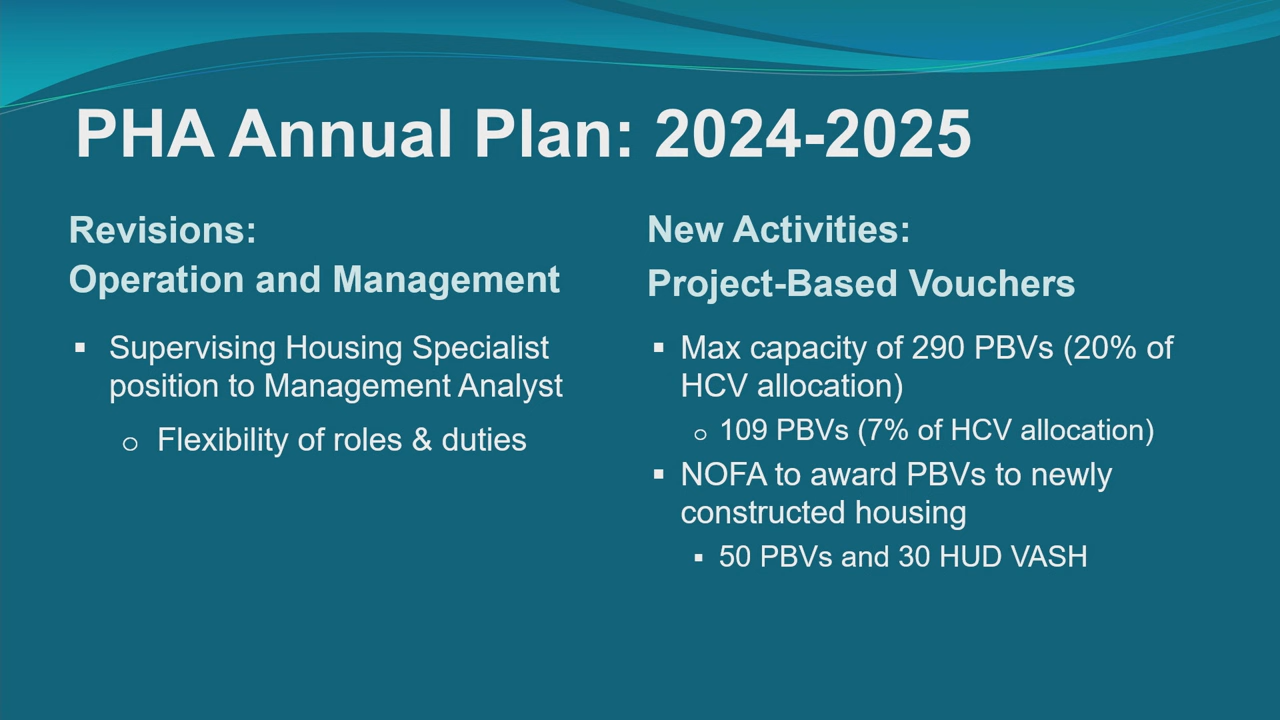 PHA Annual Plan: 2024-2025
Revisions:
Operation and Management
▪ Supervising Housing Specialist
position to Management Analyst
o Flexibility of roles & duties
New Activities:
Project-Based Vouchers
▪ Max capacity of 290 PBVs (20% of
HCV allocation)
o 109 PBVs (7% of HCV allocation)
▪ NOFA to award PBVs to newly
constructed housing
▪ 50 PBVs and 30 HUD VASH